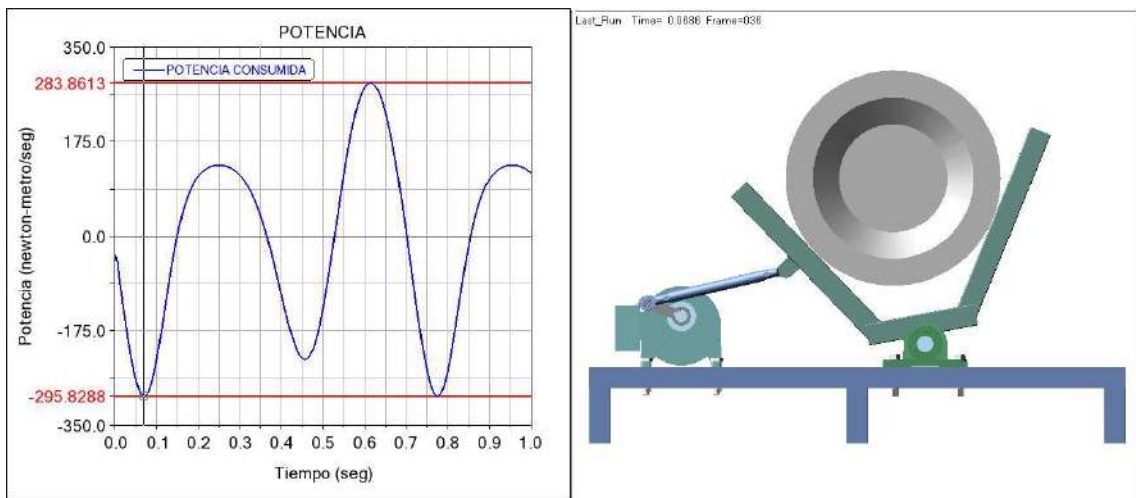 POTENCIA
POTENCIA CONSUMIDA
Potencia (newton-metro/seg)
350.0
283.8613
175.0
0.0
-175.0
-295.8288
-350.0
0.0 0.1 0.2 0.3 0.4 0.5 0.6 0.7 0.8 0.9 1.0
Tiempo (seg)
Last_Run Time= 0.0686 Frame=036